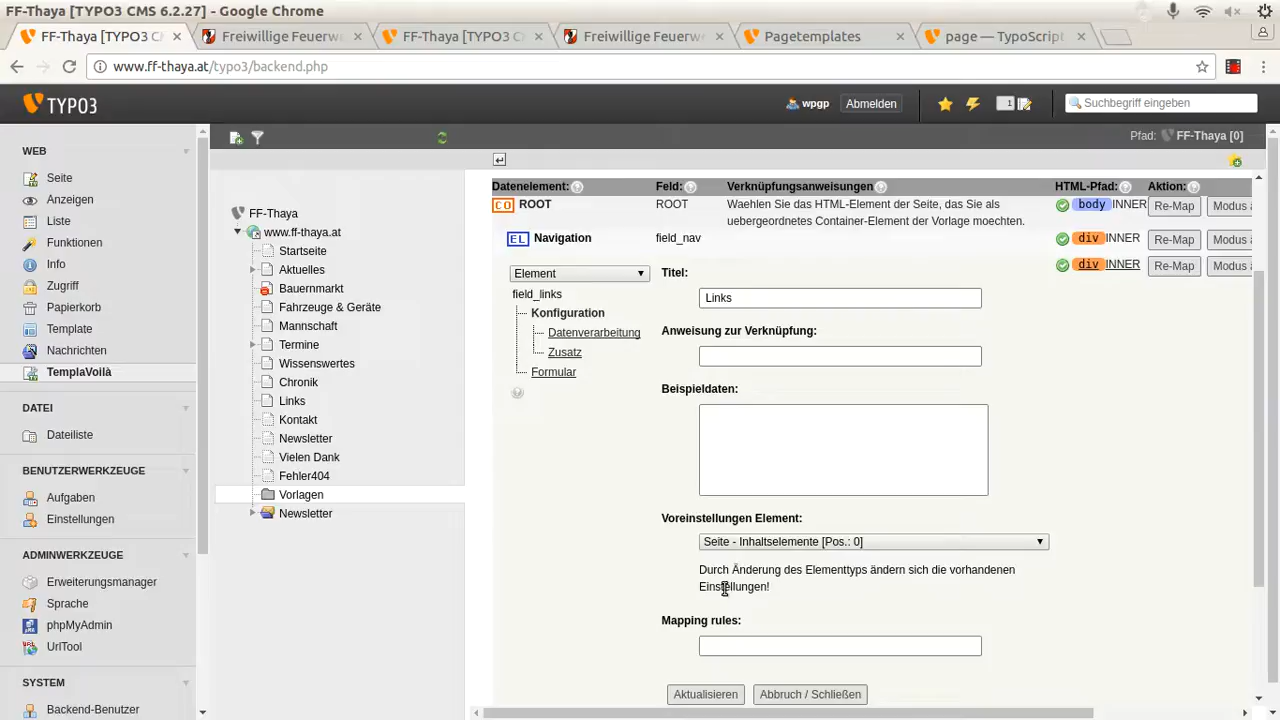 FF-Thaya [TYPO3 CMS 6.2.27] - Google Chrome
FF-Thaya [TYPO3 C
Freiwillige Feuerw
FF-Thaya [TYPO3 C
Freiwillige Feuerw
Pagetemplates
page — TypoScript
www.ff-thaya.at/typo3/backend.php
TYPO3
wpgp
Abmelden
1
Suchbegriff eingeben
Pfad: FF-Thaya [0]
WEB
Seite
Anzeigen
Liste
Funktionen
Info
Zugriff
Papierkorb
Template
Nachrichten
TemplaVoilà
DATEI
Dateiliste
BENUTZERWERKZEUGE
Aufgaben
Einstellungen
ADMINWERKZEUGE
Erweiterungsmanager
Sprache
phpMyAdmin
UrlTool
SYSTEM
Backend-Benutzer
FF-Thaya
www.ff-thaya.at
Startseite
Aktuelles
Bauernmarkt
Fahrzeuge & Geräte
Mannschaft
Termine
Wissenswertes
Chronik
Links
Kontakt
Newsletter
Vielen Dank
Fehler404
Vorlagen
Newsletter
Datenelement: Feld: Verknüpfungsanweisungen HTML-Pfad: Aktion:
CO ROOT ROOT Waehlen Sie das HTML-Element der Seite, das Sie als body INNER Re-Map Modus ä
uebergeordnetes Container-Element der Vorlage moechten.
EL Navigation field_nav div INNER Re-Map Modus ä
Element Titel: div INNER Re-Map Modus ä
field_links
Links
Konfiguration
Datenverarbeitung
Zusatz
Formular
Anweisung zur Verknüpfung:
Beispieldaten:
Voreinstellungen Element:
Seite - Inhaltselemente [Pos.: 0]
Durch Änderung des Elementtyps ändern sich die vorhandenen
Einstellungen!
Mapping rules:
Aktualisieren
Abbruch / Schließen